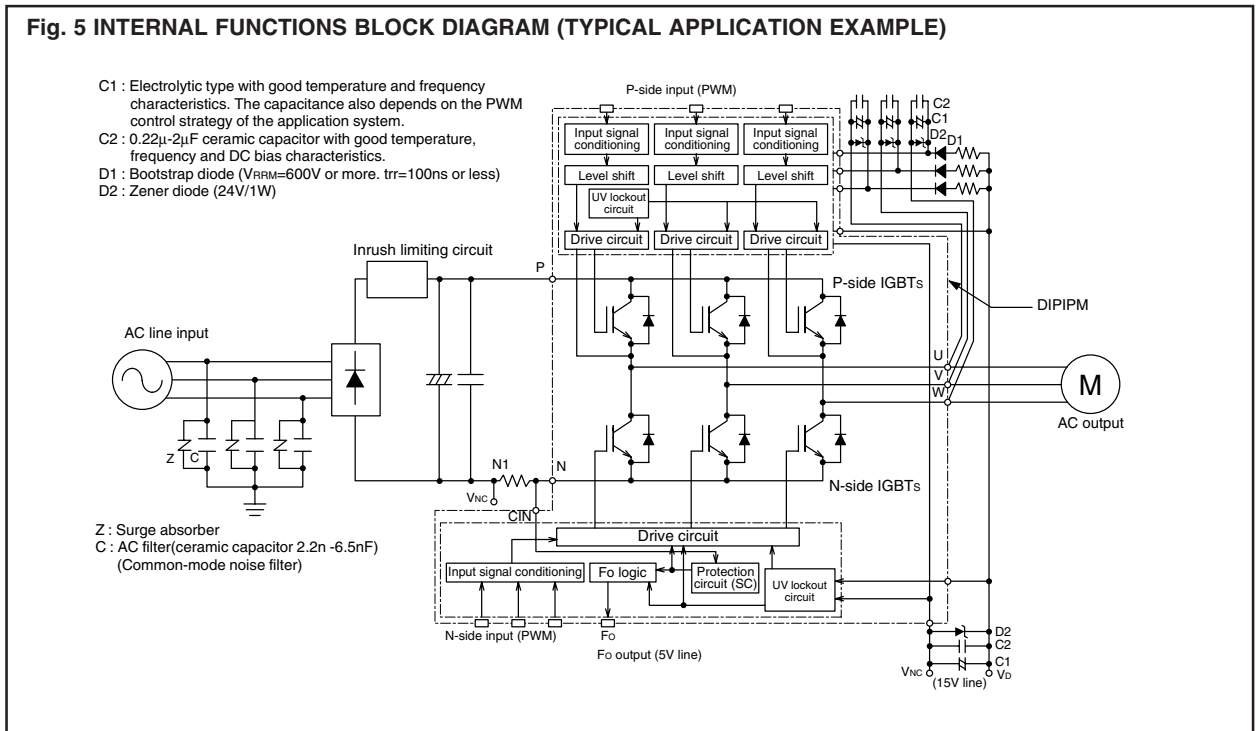 Fig. 5 INTERNAL FUNCTIONS BLOCK DIAGRAM (TYPICAL APPLICATION EXAMPLE)
C1 : Electrolytic type with good temperature and frequency
characteristics. The capacitance also depends on the PWM
control strategy of the application system.
C2 : 0.22μ-2μF ceramic capacitor with good temperature,
frequency and DC bias characteristics.
D1 : Bootstrap diode (VRRM=600V or more. trr=100ns or less)
D2 : Zener diode (24V/1W)
P-side input (PWM)
C2
C1
D2
D1
Input signal
conditioning
Input signal
conditioning
Input signal
conditioning
Level shift
Level shift
Level shift
UV lockout
circuit
Drive circuit
Drive circuit
Drive circuit
Inrush limiting circuit
P
P-side IGBTs
DIPIPM
AC line input
U
V
W
M
AC output
Z
C
N1
N
VNC
CIN
N-side IGBTs
Z : Surge absorber
C : AC filter(ceramic capacitor 2.2n -6.5nF)
(Common-mode noise filter)
Drive circuit
Input signal conditioning
Fo logic
Protection
circuit (SC)
UV lockout
circuit
N-side input (PWM)
Fo
Fo output (5V line)
D2
C2
C1
VNC
VD
(15V line)